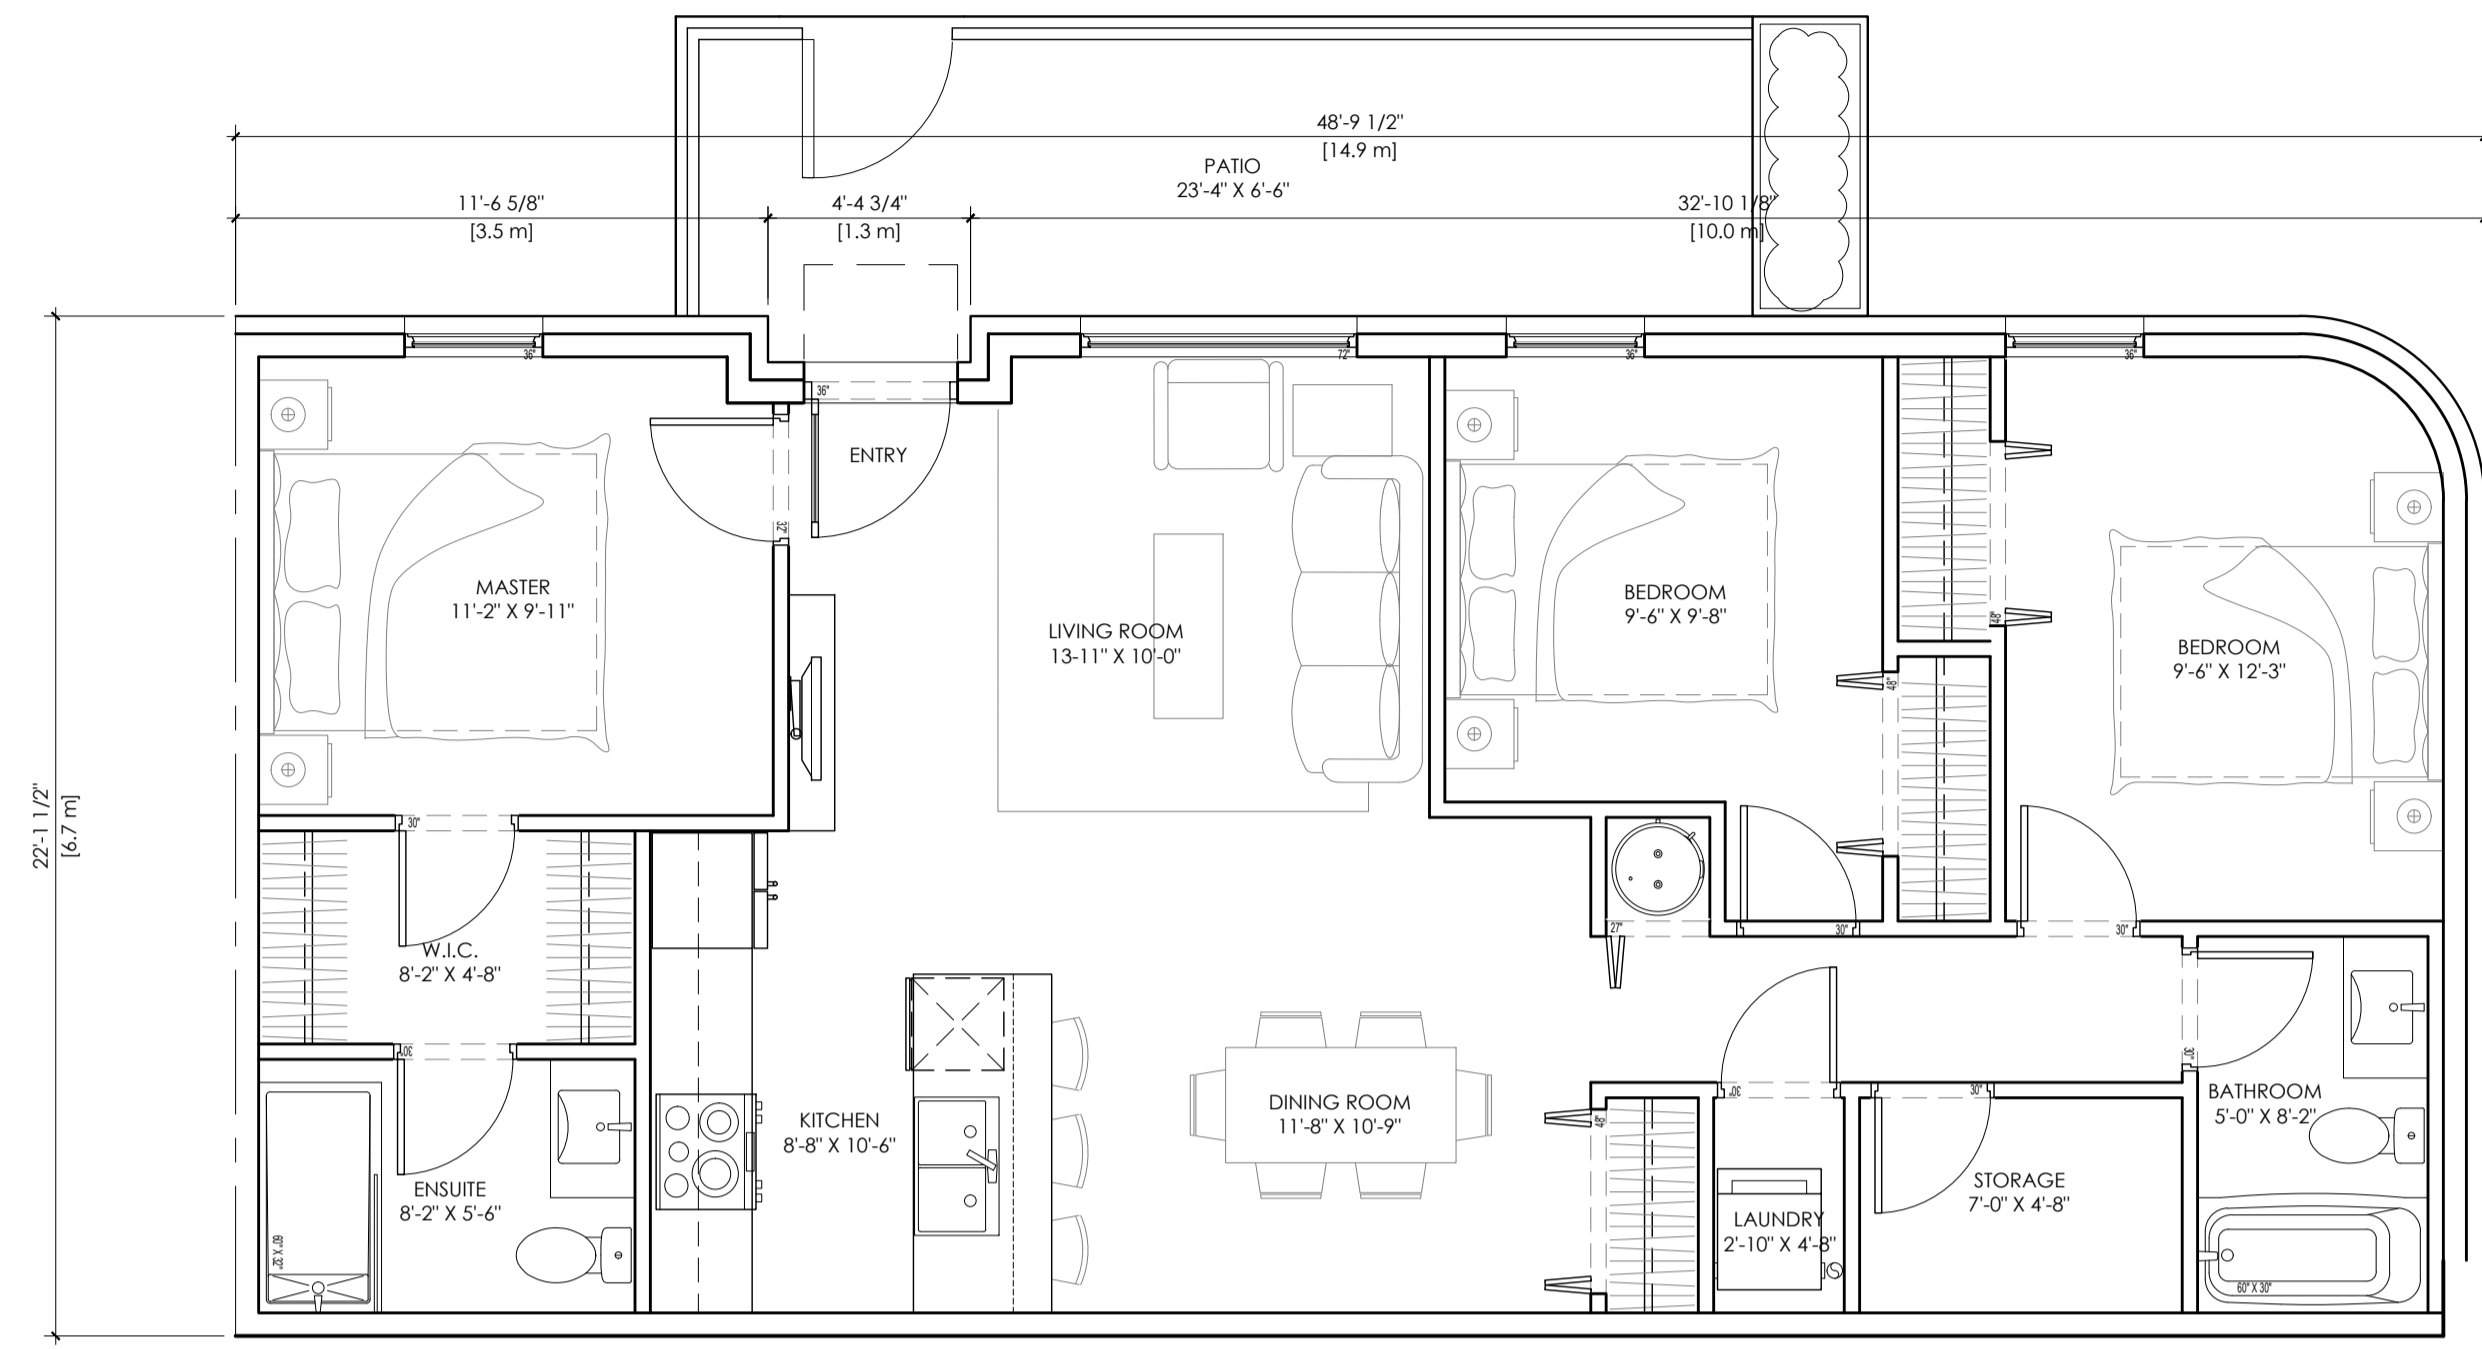 48'-9 1/2"
[14.9 m]
PATIO
23'-4" X 6'-6"
11'-6 5/8"
[3.5 m]
4'-4 3/4"
[1.3 m]
32'-10 1/8"
[10.0 m]
36"
72"
36"
36"
36"
ENTRY
32"
MASTER
11'-2" X 9'-11"
LIVING ROOM
13-11" X 10'-0"
BEDROOM
9'-6" X 9'-8"
48"
BEDROOM
9'-6" X 12'-3"
48"
22'-1 1/2"
[6.7 m]
30"
W.I.C.
8'-2" X 4'-8"
27"
30"
30"
30"
30"
30"
30"
BATHROOM
5'-0" X 8'-2"
KITCHEN
8'-8" X 10'-6"
DINING ROOM
11'-8" X 10'-9"
48"
ENSUITE
8'-2" X 5'-6"
STORAGE
7'-0" X 4'-8"
LAUNDRY
2'-10" X 4'-8"
60" X 32"
60" X 30"